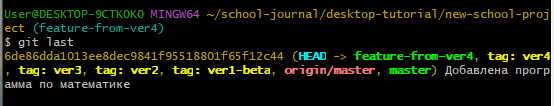 User@DESKTOP-9CTKOKO MINGW64 ~/school-journal/desktop-tutorial/new-school-proj
ect (feature-from-ver4)
$ git last
6de86dda1013ee8dec9841f95518801f65f12c44 (HEAD -> feature-from-ver4, tag: ver4
, tag: ver3, tag: ver2, tag: ver1-beta, origin/master, master) Добавлена прогр
амма по математике